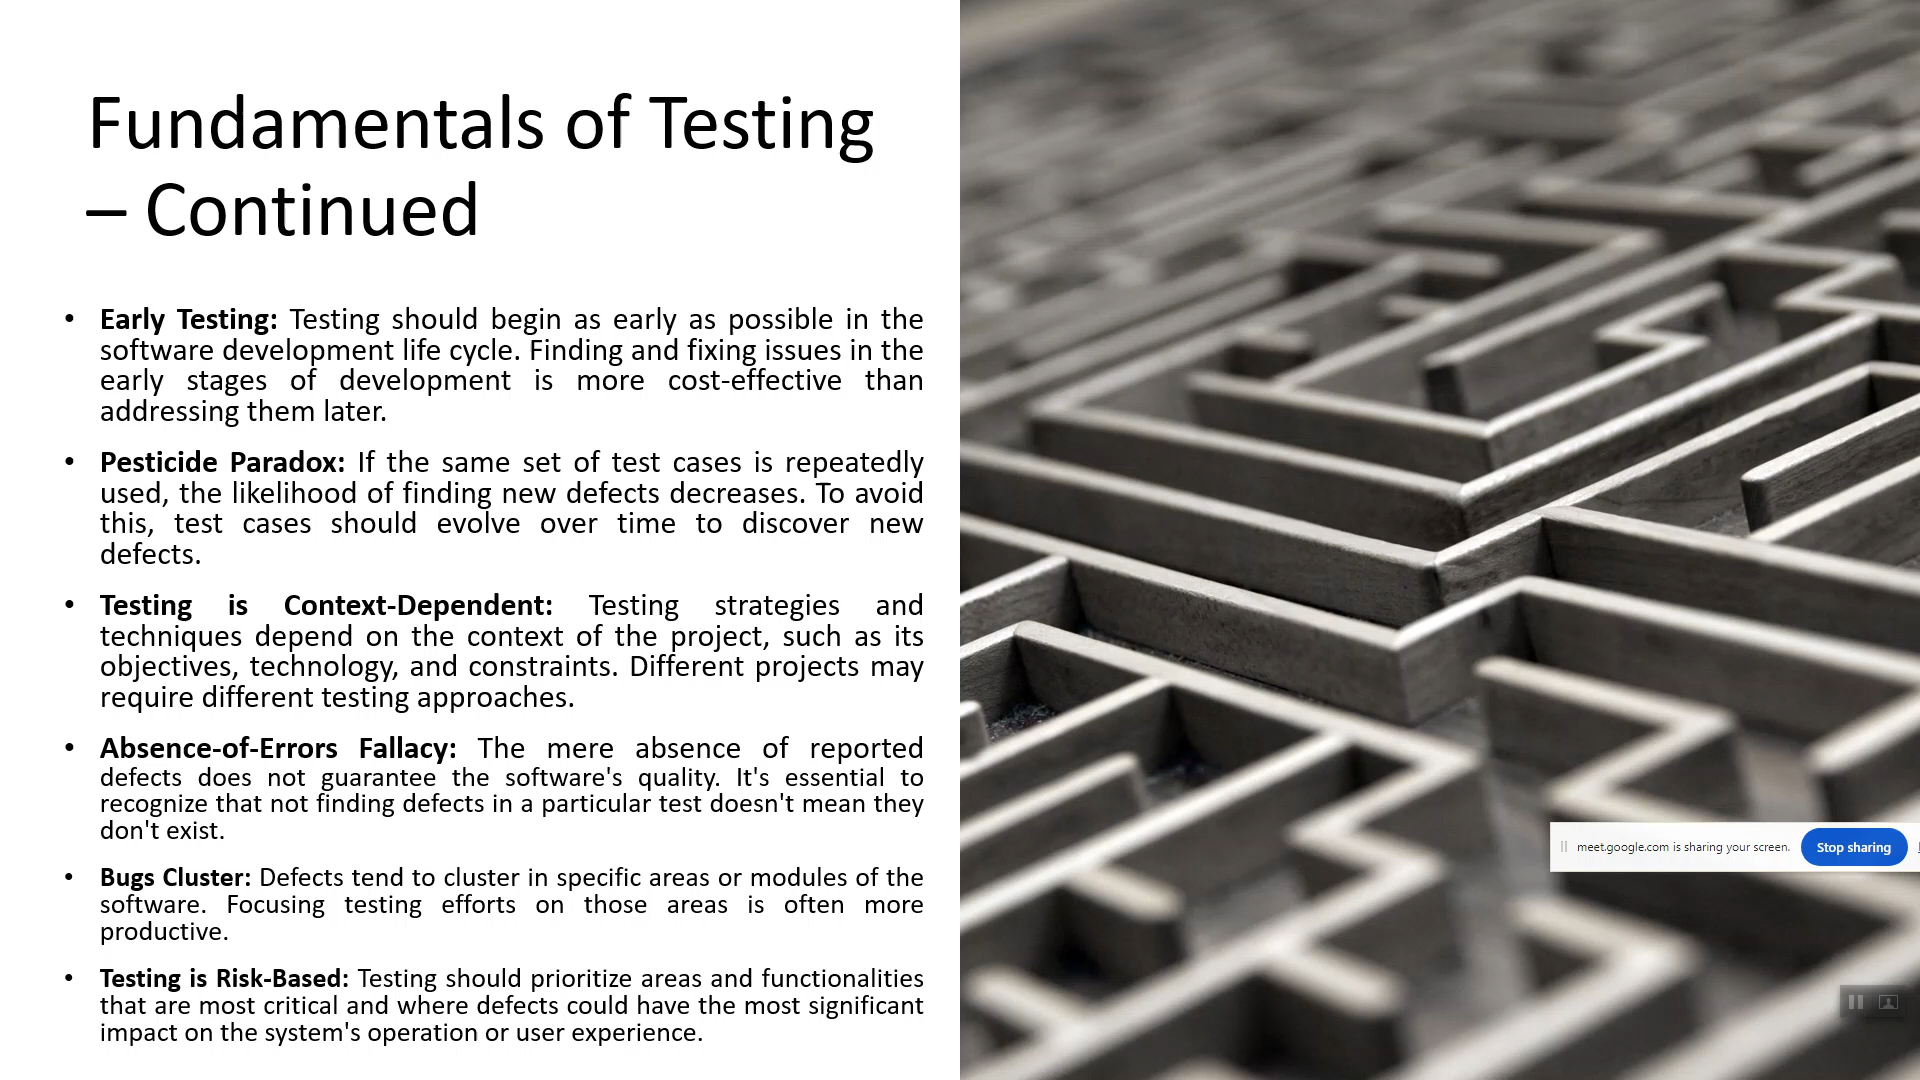 Fundamentals of Testing
– Continued
• Early Testing: Testing should begin as early as possible in the
software development life cycle. Finding and fixing issues in the
early stages of development is more cost-effective than
addressing them later.
• Pesticide Paradox: If the same set of test cases is repeatedly
used, the likelihood of finding new defects decreases. To avoid
this, test cases should evolve over time to discover new
defects.
• Testing is Context-Dependent: Testing strategies and
techniques depend on the context of the project, such as its
objectives, technology, and constraints. Different projects may
require different testing approaches.
• Absence-of-Errors Fallacy: The mere absence of reported
defects does not guarantee the software's quality. It's essential to
recognize that not finding defects in a particular test doesn't mean they
don't exist.
• Bugs Cluster: Defects tend to cluster in specific areas or modules of the
software. Focusing testing efforts on those areas is often more
productive.
• Testing is Risk-Based: Testing should prioritize areas and functionalities
that are most critical and where defects could have the most significant
impact on the system's operation or user experience.
meet.google.com is sharing your screen.
Stop sharing